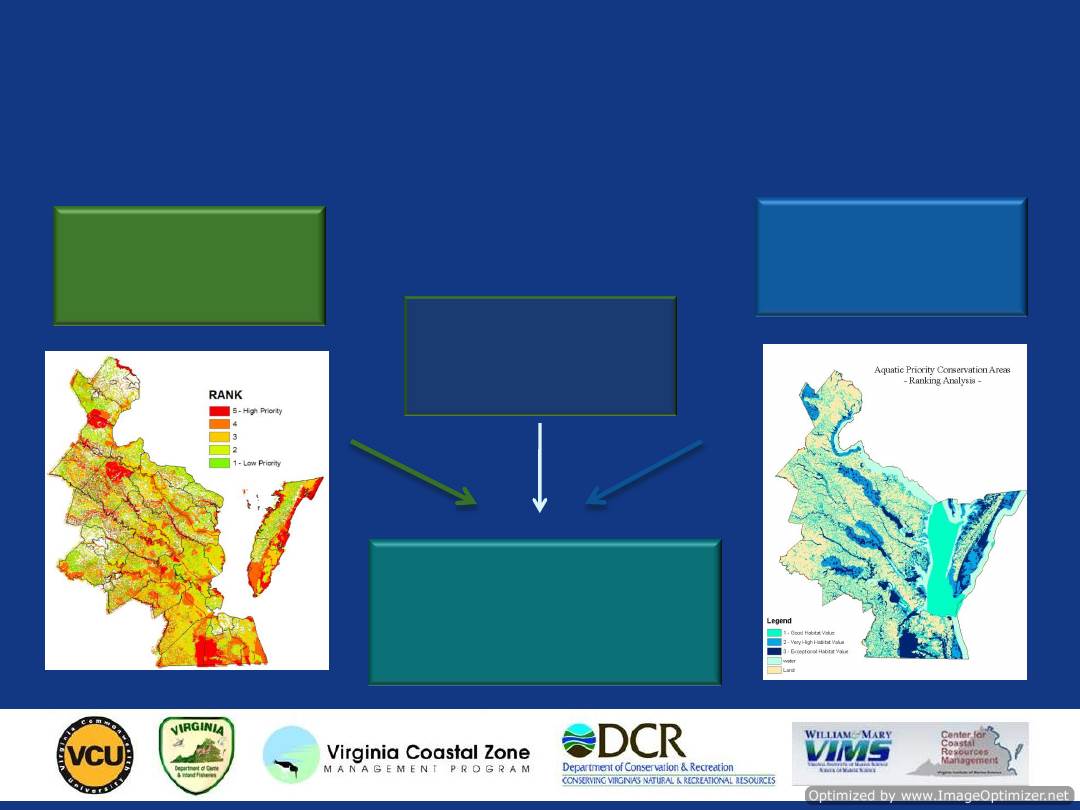 RANK
5 - High Priority
4
3
2
1 - Low Priority
Aquatic Priority Conservation Areas
- Ranking Analysis -
Legend
1 - Good Habitat Value
2 - Very High Habitat Value
3 - Exceptional Habitat Value
water
Land
Virginia Commonwealth University
VCU
VIRGINIA
Department of Game
& Inland Fisheries
Virginia Coastal Zone
MANAGEMENT PROGRAM
DCR
Department of Conservation & Recreation
CONSERVING VIRGINIA'S NATURAL & RECREATIONAL RESOURCES
WILLIAM & MARY
VIMS
VIRGINIA INSTITUTE OF MARINE SCIENCE
SCHOOL OF MARINE SCIENCE
Center for
Coastal
Resources
Management
Virginia Institute of Marine Science
Optimized by www.ImageOptimizer.net